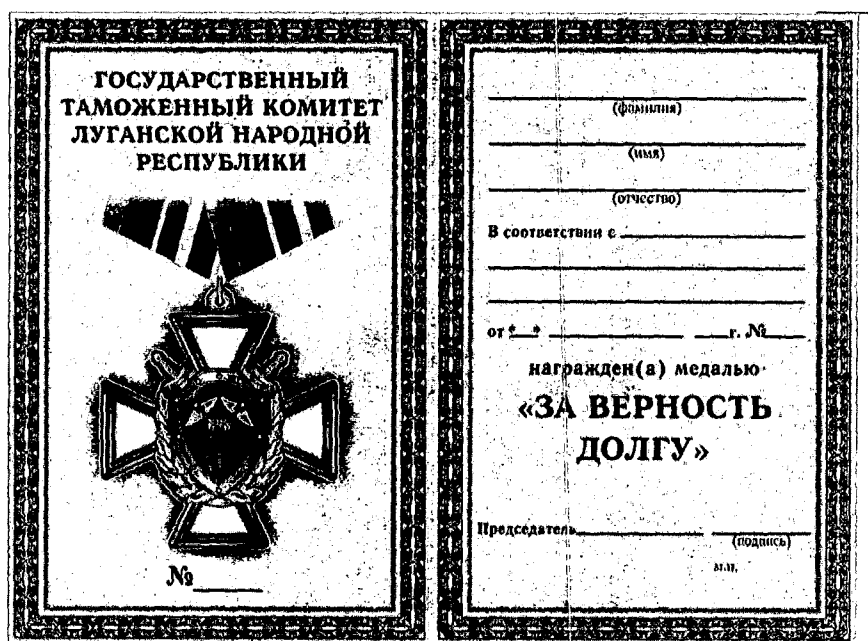 ГОСУДАРСТВЕННЫЙ
ТАМОЖЕННЫЙ КОМИТЕТ
ЛУГАНСКОЙ НАРОДНОЙ
РЕСПУБЛИКИ
№
(фамилия)
(имя)
(отчество)
В соответствии с
от "__" г. №
награжден(а) медалью
«ЗА ВЕРНОСТЬ
ДОЛГУ»
Председатель
(подпись)
м.п.